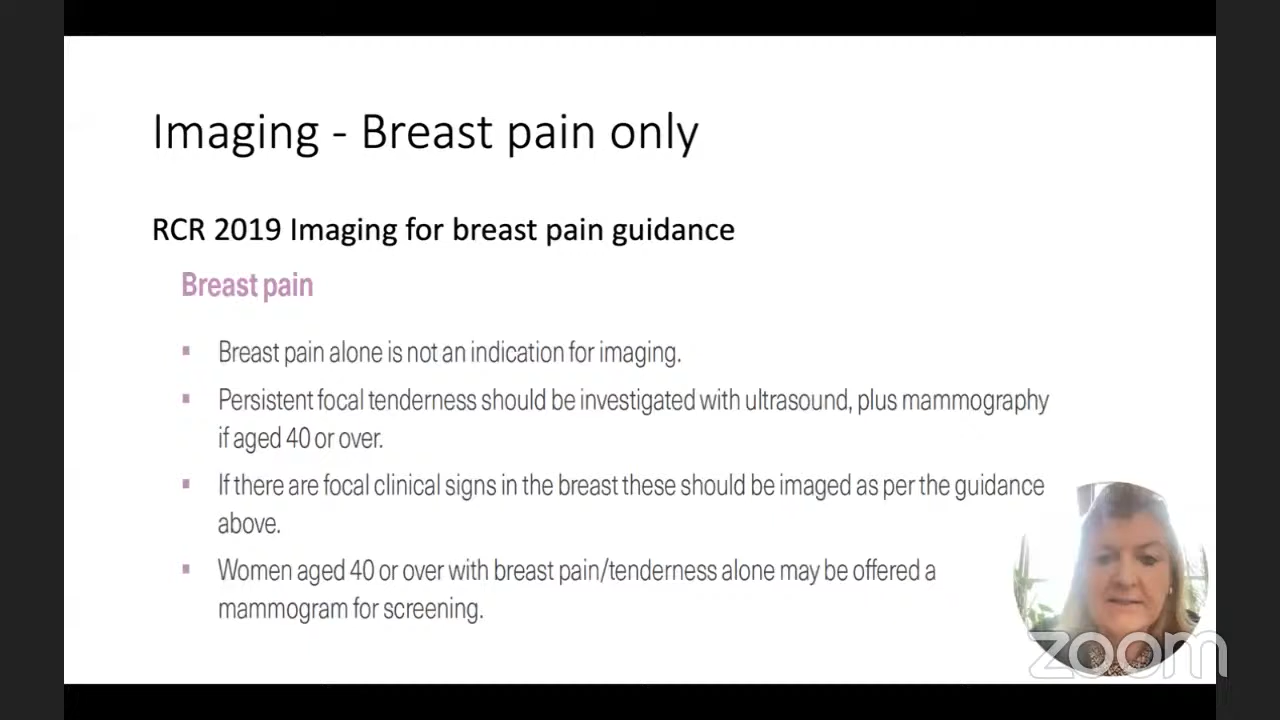 Imaging - Breast pain only
RCR 2019 Imaging for breast pain guidance
Breast pain
▪ Breast pain alone is not an indication for imaging.
▪ Persistent focal tenderness should be investigated with ultrasound, plus mammography
if aged 40 or over.
▪ If there are focal clinical signs in the breast these should be imaged as per the guidance
above.
▪ Women aged 40 or over with breast pain/tenderness alone may be offered a
mammogram for screening.
zoom